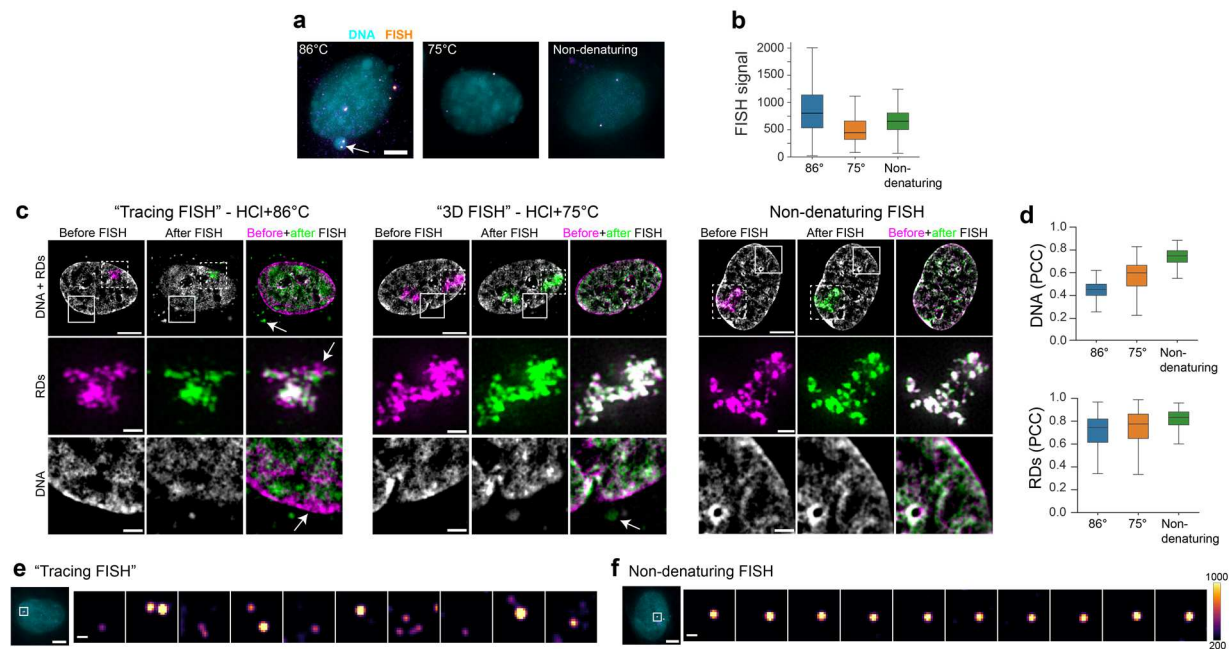 a
DNA FISH
86°C
75°C
Non-denaturing
b
FISH signal
2000
1500
1000
500
0
86°
75°
Non-
denaturing
c
"Tracing FISH" - HCl+86°C
"3D FISH" - HCl+75°C
Non-denaturing FISH
Before FISH
After FISH
Before+after FISH
Before FISH
After FISH
Before+after FISH
Before FISH
After FISH
Before+after FISH
DNA + RDs
RDs
DNA
d
DNA (PCC)
1.0
0.8
0.6
0.4
0.2
0.0
86°
75°
Non-
denaturing
RDs (PCC)
1.0
0.8
0.6
0.4
0.2
0.0
86°
75°
Non-
denaturing
e
"Tracing FISH"
f
Non-denaturing FISH
1000
200